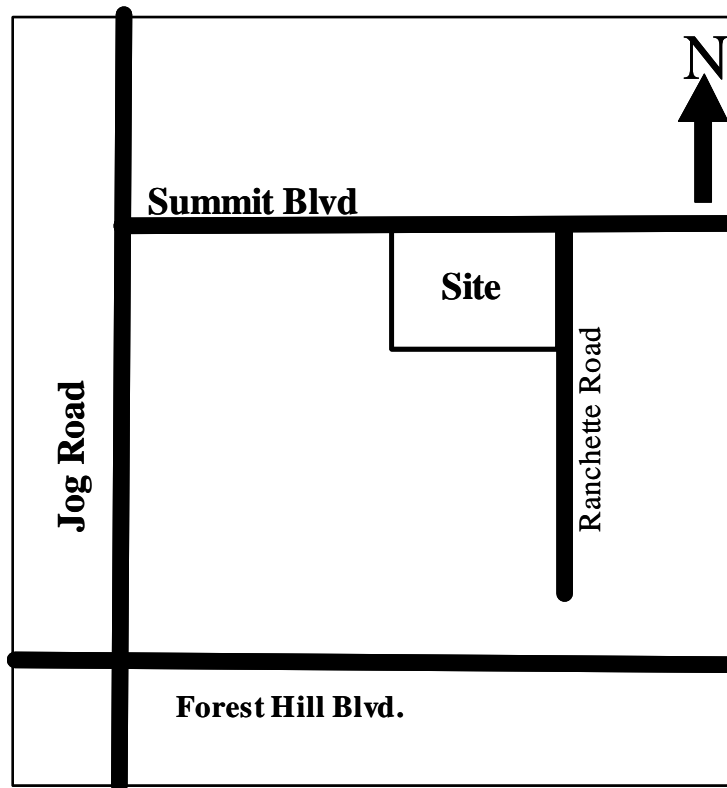 N
Summit Blvd
Site
Ranchette Road
Jog Road
Forest Hill Blvd.